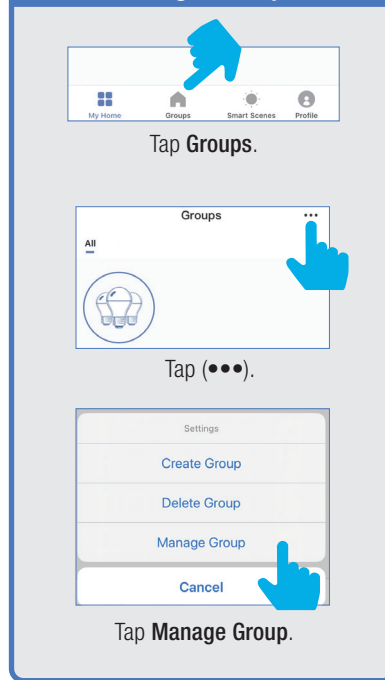 My Home Groups Smart Scenes Profile
Tap Groups.
Groups •••
All
Tap (•••).
Settings
Create Group
Delete Group
Manage Group
Cancel
Tap Manage Group.